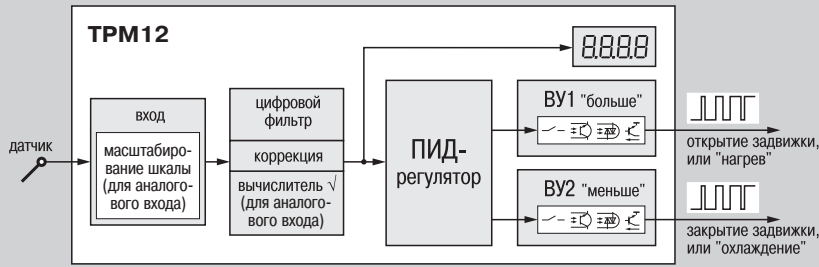 ТРМ12
8.8.8.8
датчик
вход
масштабиро-
вание шкалы
(для аналого-
вого входа)
цифровой
фильтр
коррекция
вычислитель √
(для аналого-
вого входа)
ПИД-
регулятор
ВУ1 "больше"
открытие задвижки,
или "нагрев"
ВУ2 "меньше"
закрытие задвижки,
или "охлаждение"